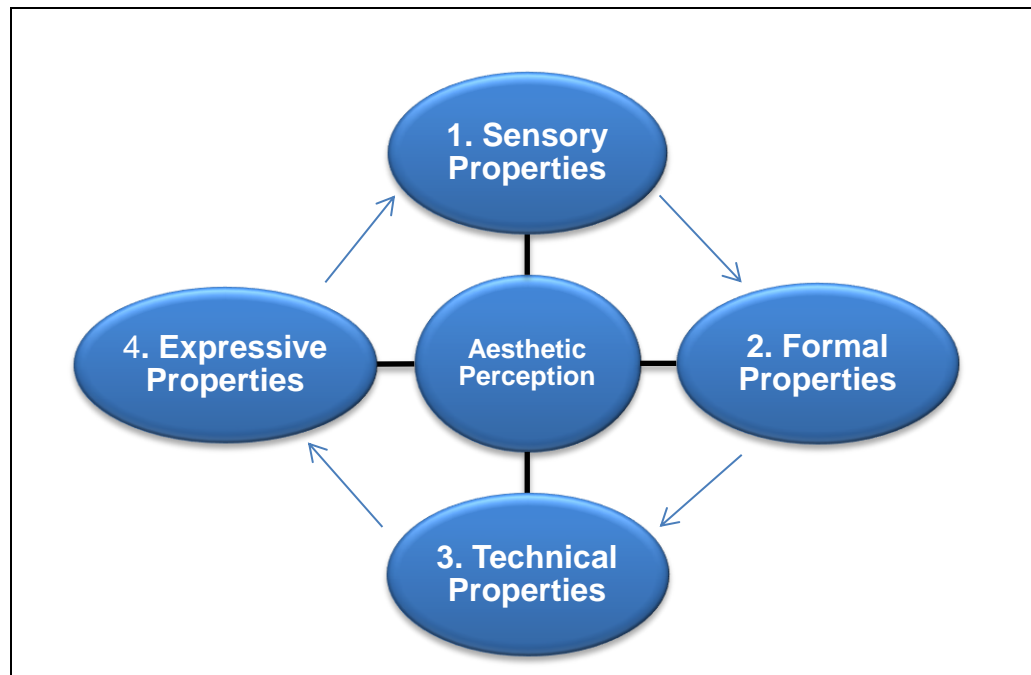 1. Sensory
Properties
4. Expressive
Properties
Aesthetic
Perception
2. Formal
Properties
3. Technical
Properties